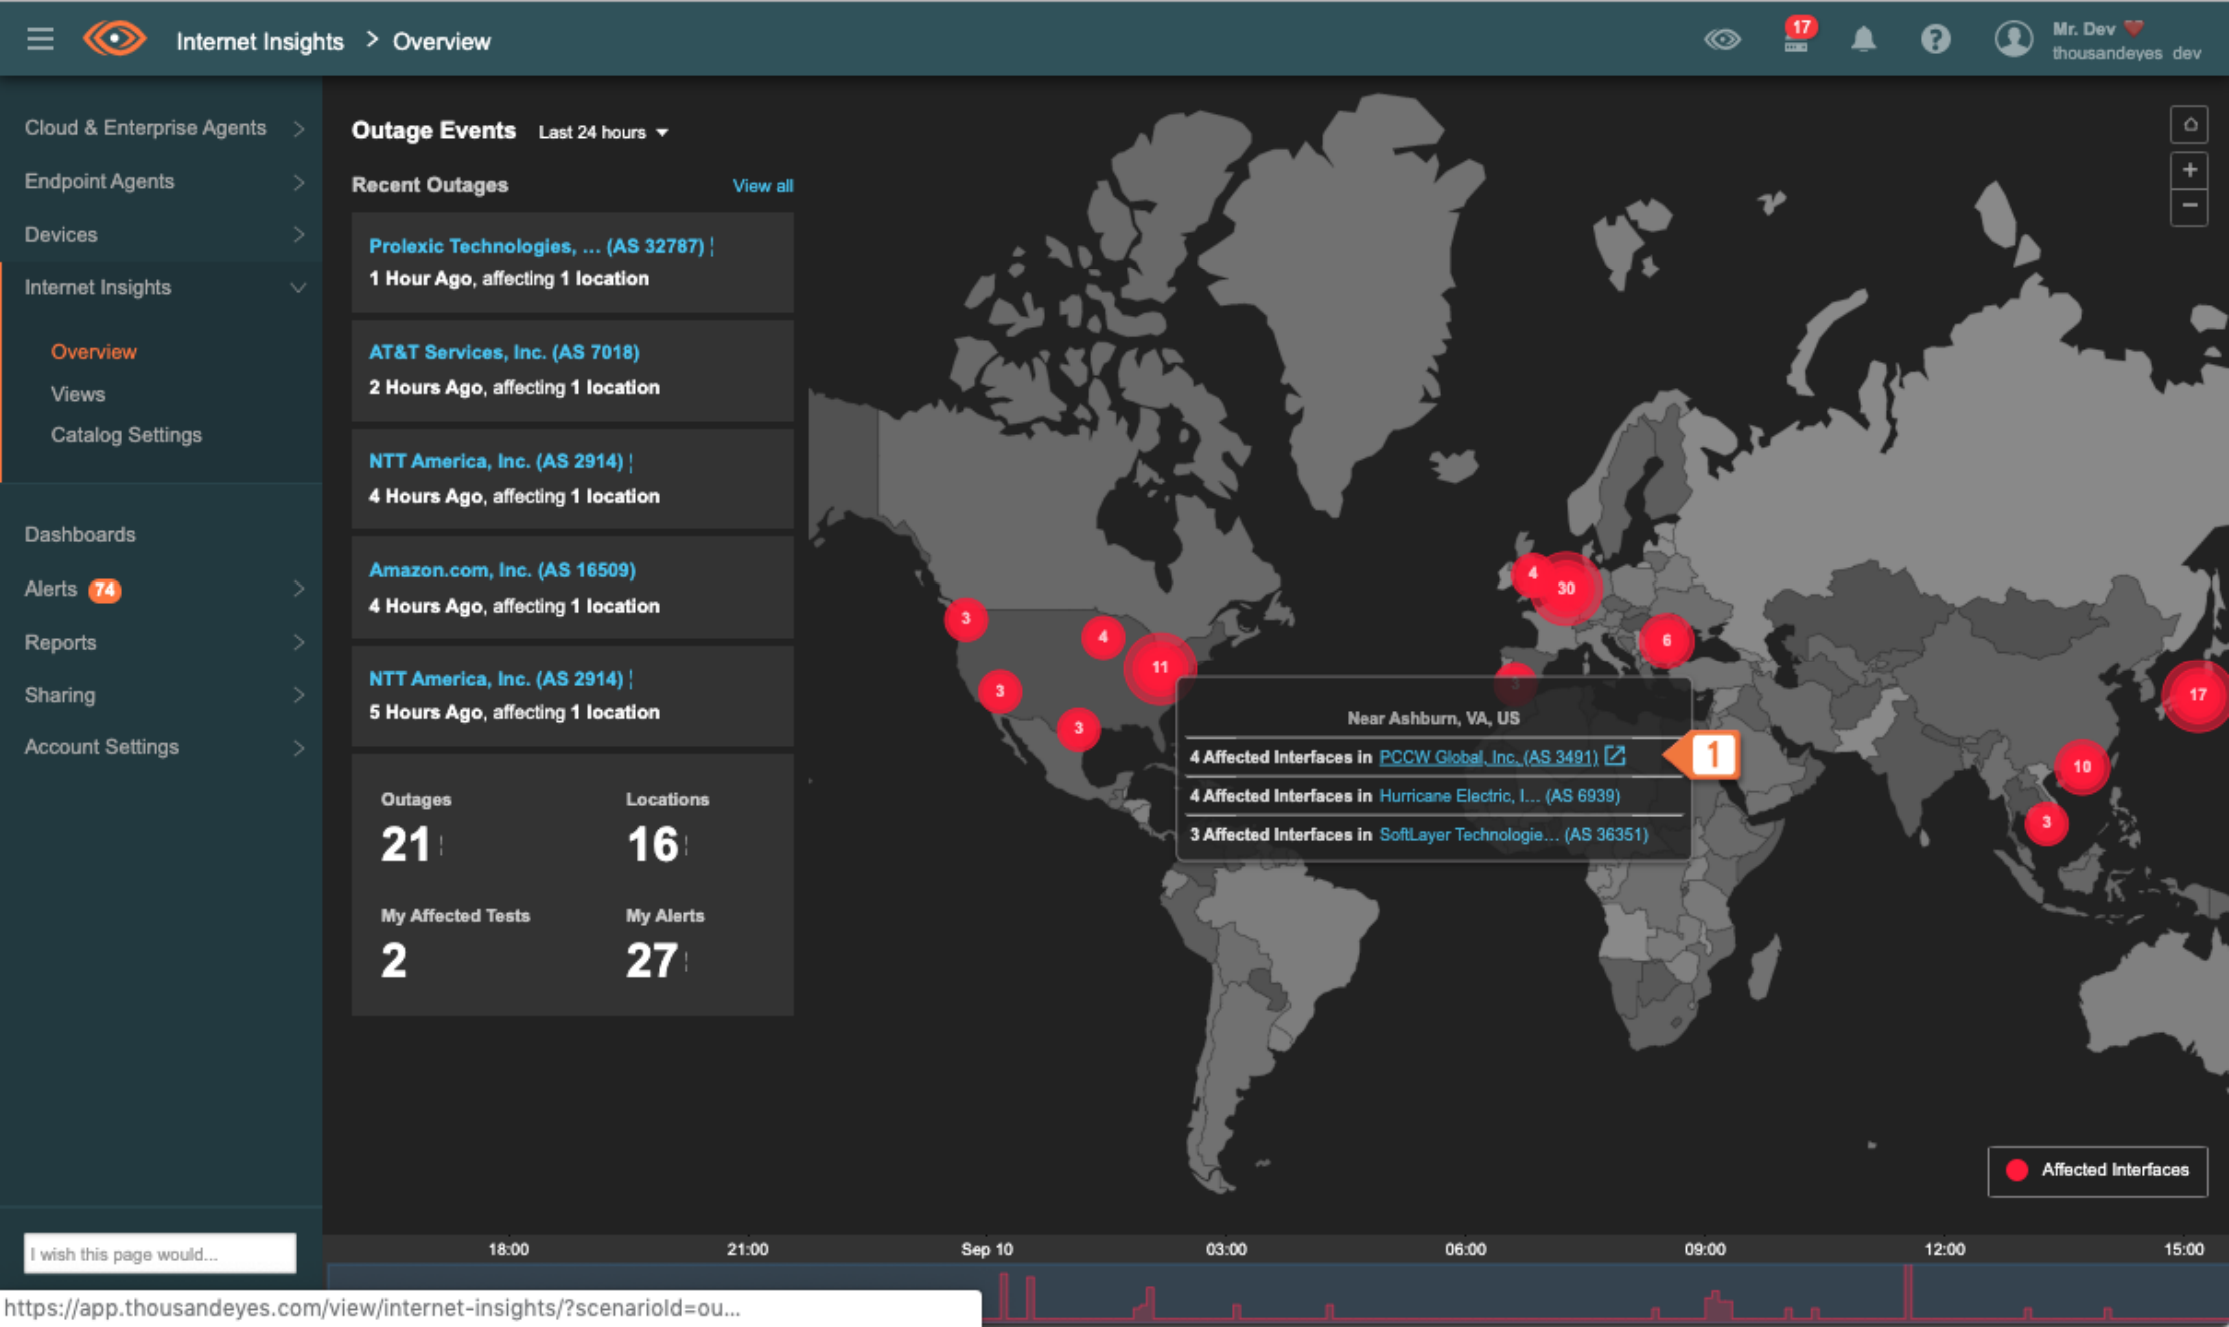 Internet Insights > Overview
17
Mr. Dev
thousandeyes dev
Cloud & Enterprise Agents
Endpoint Agents
Devices
Internet Insights
Overview
Views
Catalog Settings
Dashboards
Alerts 74
Reports
Sharing
Account Settings
I wish this page would...
https://app.thousandeyes.com/view/internet-insights/?scenarioId=ou...
Outage Events Last 24 hours
Recent Outages View all
Prolexic Technologies, ... (AS 32787)
1 Hour Ago, affecting 1 location
AT&T Services, Inc. (AS 7018)
2 Hours Ago, affecting 1 location
NTT America, Inc. (AS 2914)
4 Hours Ago, affecting 1 location
Amazon.com, Inc. (AS 16509)
4 Hours Ago, affecting 1 location
NTT America, Inc. (AS 2914)
5 Hours Ago, affecting 1 location
Outages Locations
21 16
My Affected Tests My Alerts
2 27
+
−
4
30
3
4
6
11
3
3
3
17
10
3
Near Ashburn, VA, US
4 Affected Interfaces in PCCW Global, Inc. (AS 3491)
1
4 Affected Interfaces in Hurricane Electric, I... (AS 6939)
3 Affected Interfaces in SoftLayer Technologie... (AS 36351)
Affected Interfaces
18:00 21:00 Sep 10 03:00 06:00 09:00 12:00 15:00